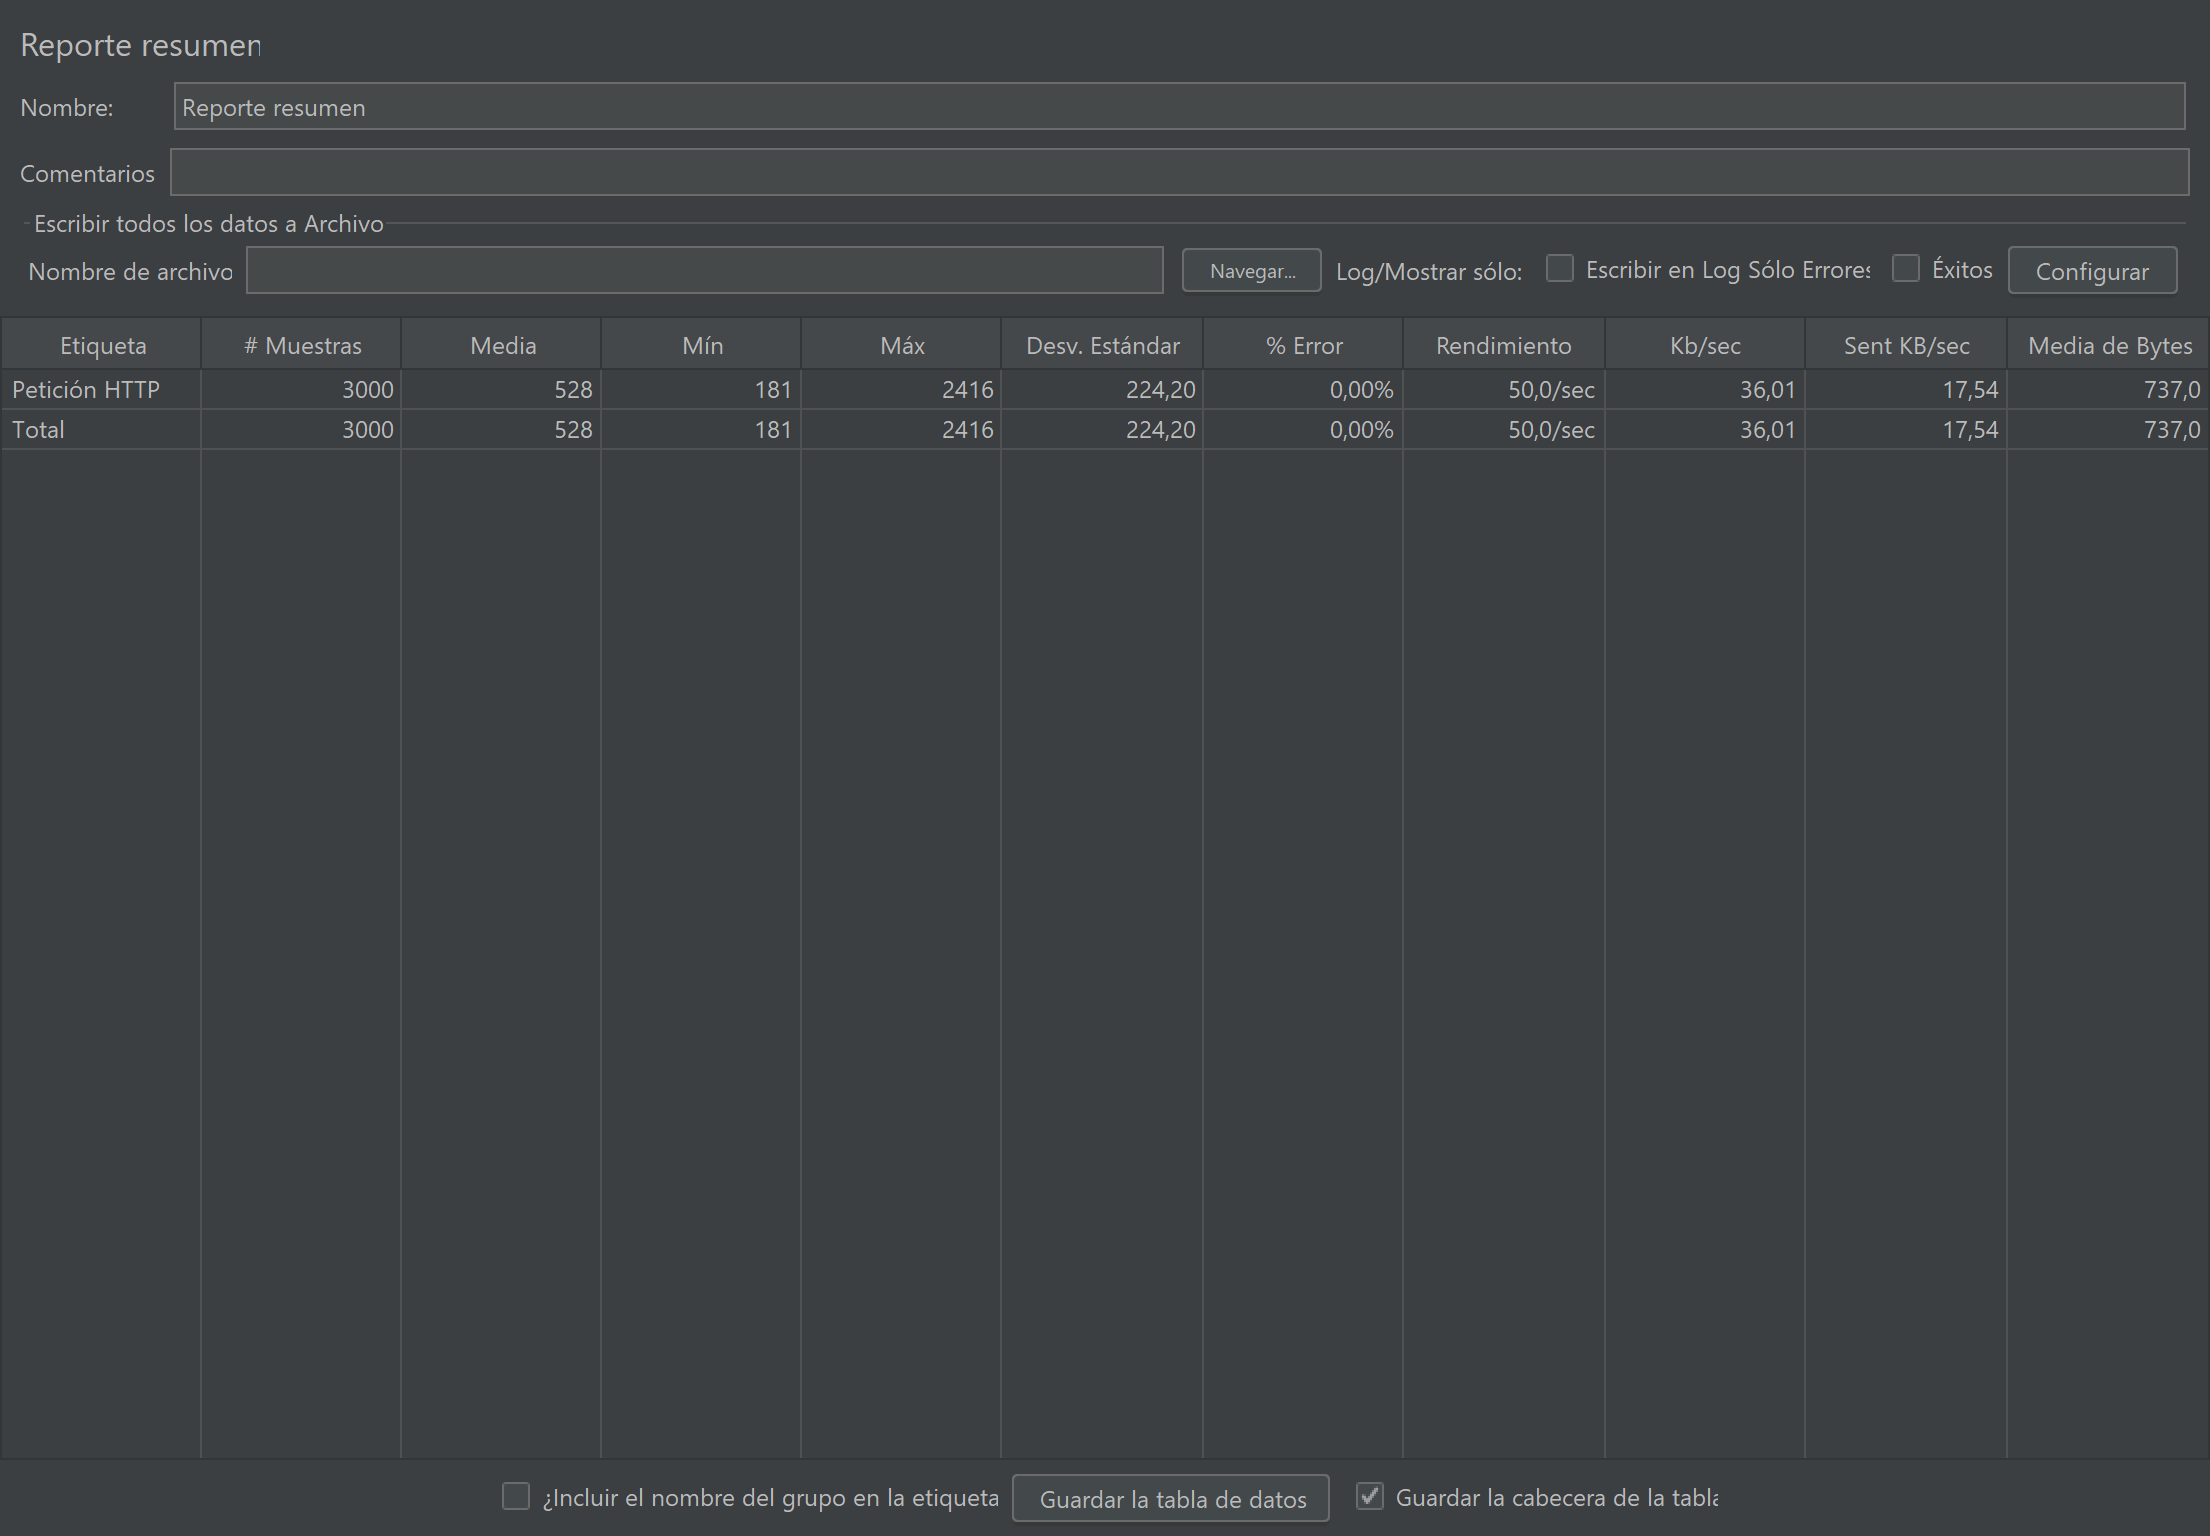 Reporte resumen
Nombre: Reporte resumen
Comentarios
Escribir todos los datos a Archivo
Nombre de archivo Navegar... Log/Mostrar sólo: Escribir en Log Sólo Errores Éxitos Configurar
Etiqueta # Muestras Media Mín Máx Desv. Estándar % Error Rendimiento Kb/sec Sent KB/sec Media de Bytes
Petición HTTP 3000 528 181 2416 224,20 0,00% 50,0/sec 36,01 17,54 737,0
Total 3000 528 181 2416 224,20 0,00% 50,0/sec 36,01 17,54 737,0
¿Incluir el nombre del grupo en la etiqueta Guardar la tabla de datos Guardar la cabecera de la tabla